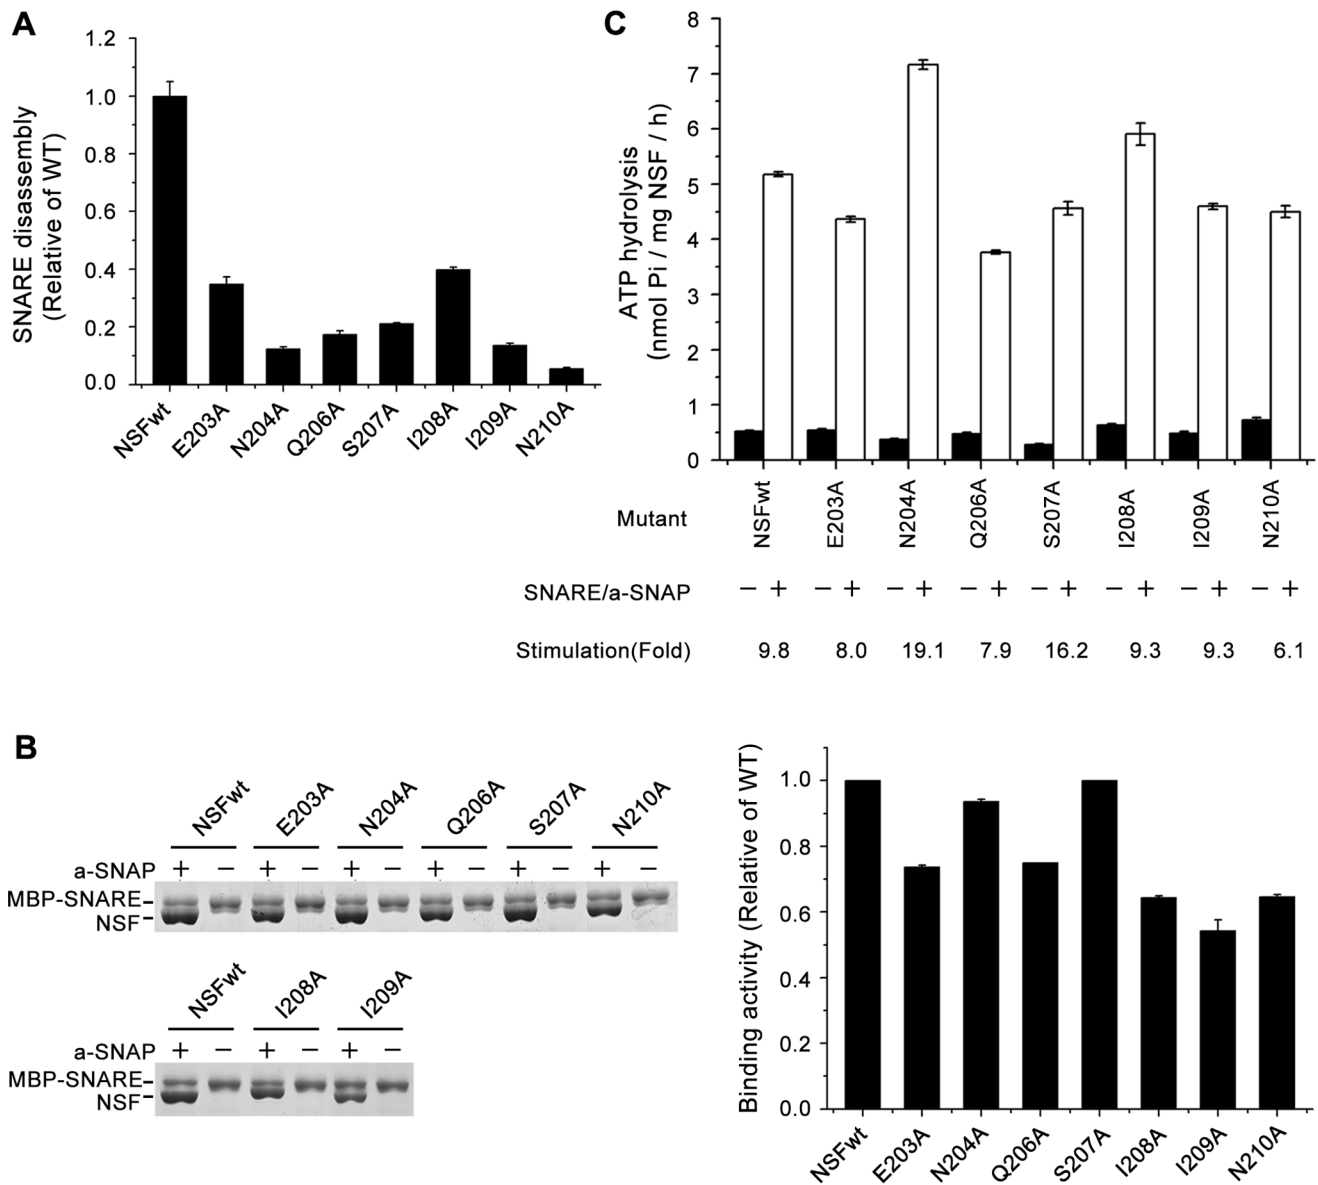 A
SNARE disassembly
(Relative of WT)
1.2
1.0
0.8
0.6
0.4
0.2
0.0
NSFwt E203A N204A Q206A S207A I208A I209A N210A
C
ATP hydrolysis
(nmol Pi / mg NSF / h)
8
7
6
5
4
3
2
1
0
Mutant NSFwt E203A N204A Q206A S207A I208A I209A N210A
SNARE/a-SNAP − + − + − + − + − + − + − + − +
Stimulation(Fold) 9.8 8.0 19.1 7.9 16.2 9.3 9.3 6.1
B
NSFwt E203A N204A Q206A S207A N210A
a-SNAP + − + − + − + − + − + −
MBP-SNARE
NSF
NSFwt I208A I209A
a-SNAP + − + − + −
MBP-SNARE
NSF
Binding activity (Relative of WT)
1.0
0.8
0.6
0.4
0.2
0.0
NSFwt E203A N204A Q206A S207A I208A I209A N210A